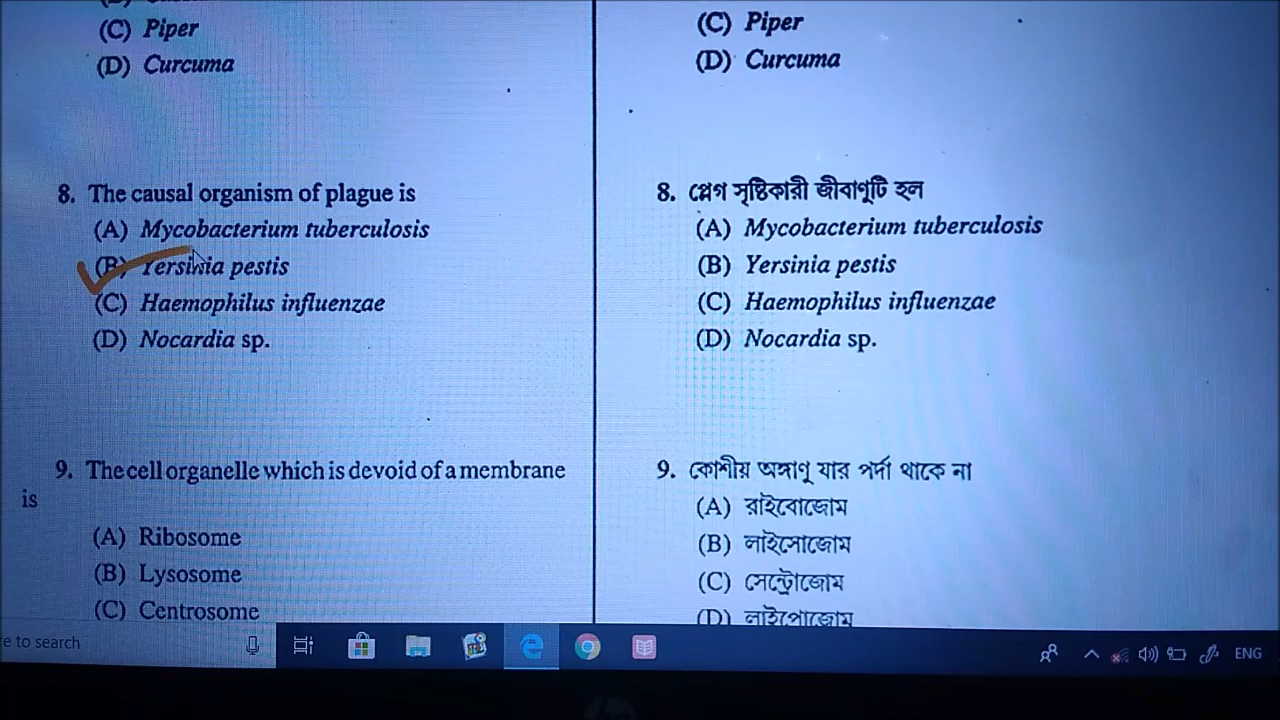 (C) Piper
(D) Curcuma
8. The causal organism of plague is
(A) Mycobacterium tuberculosis
(B) Yersinia pestis
(C) Haemophilus influenzae
(D) Nocardia sp.
9. The cell organelle which is devoid of a membrane
is
(A) Ribosome
(B) Lysosome
(C) Centrosome
(C) Piper
(D) Curcuma
8. প্লেগ সৃষ্টিকারী জীবাণুটি হল
(A) Mycobacterium tuberculosis
(B) Yersinia pestis
(C) Haemophilus influenzae
(D) Nocardia sp.
9. কোশীয় অঙ্গাণু যার পর্দা থাকে না
(A) রাইবোজোম
(B) লাইসোজোম
(C) সেন্ট্রোজোম
(D) লাইপোজোম
re to search
ENG